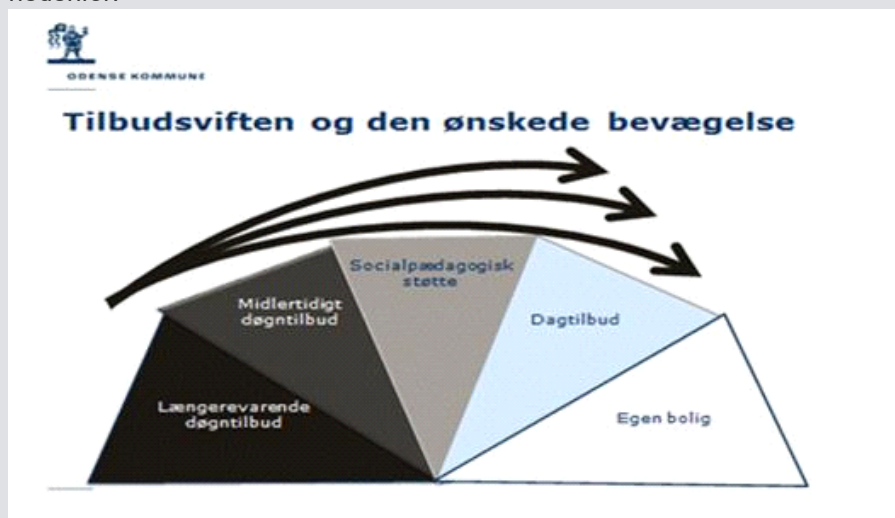 ODENSE KOMMUNE
Tilbudsviften og den ønskede bevægelse
Socialpædagogisk
støtte
Midlertidigt
døgntilbud
Dagtilbud
Længerevarende
døgntilbud
Egen bolig